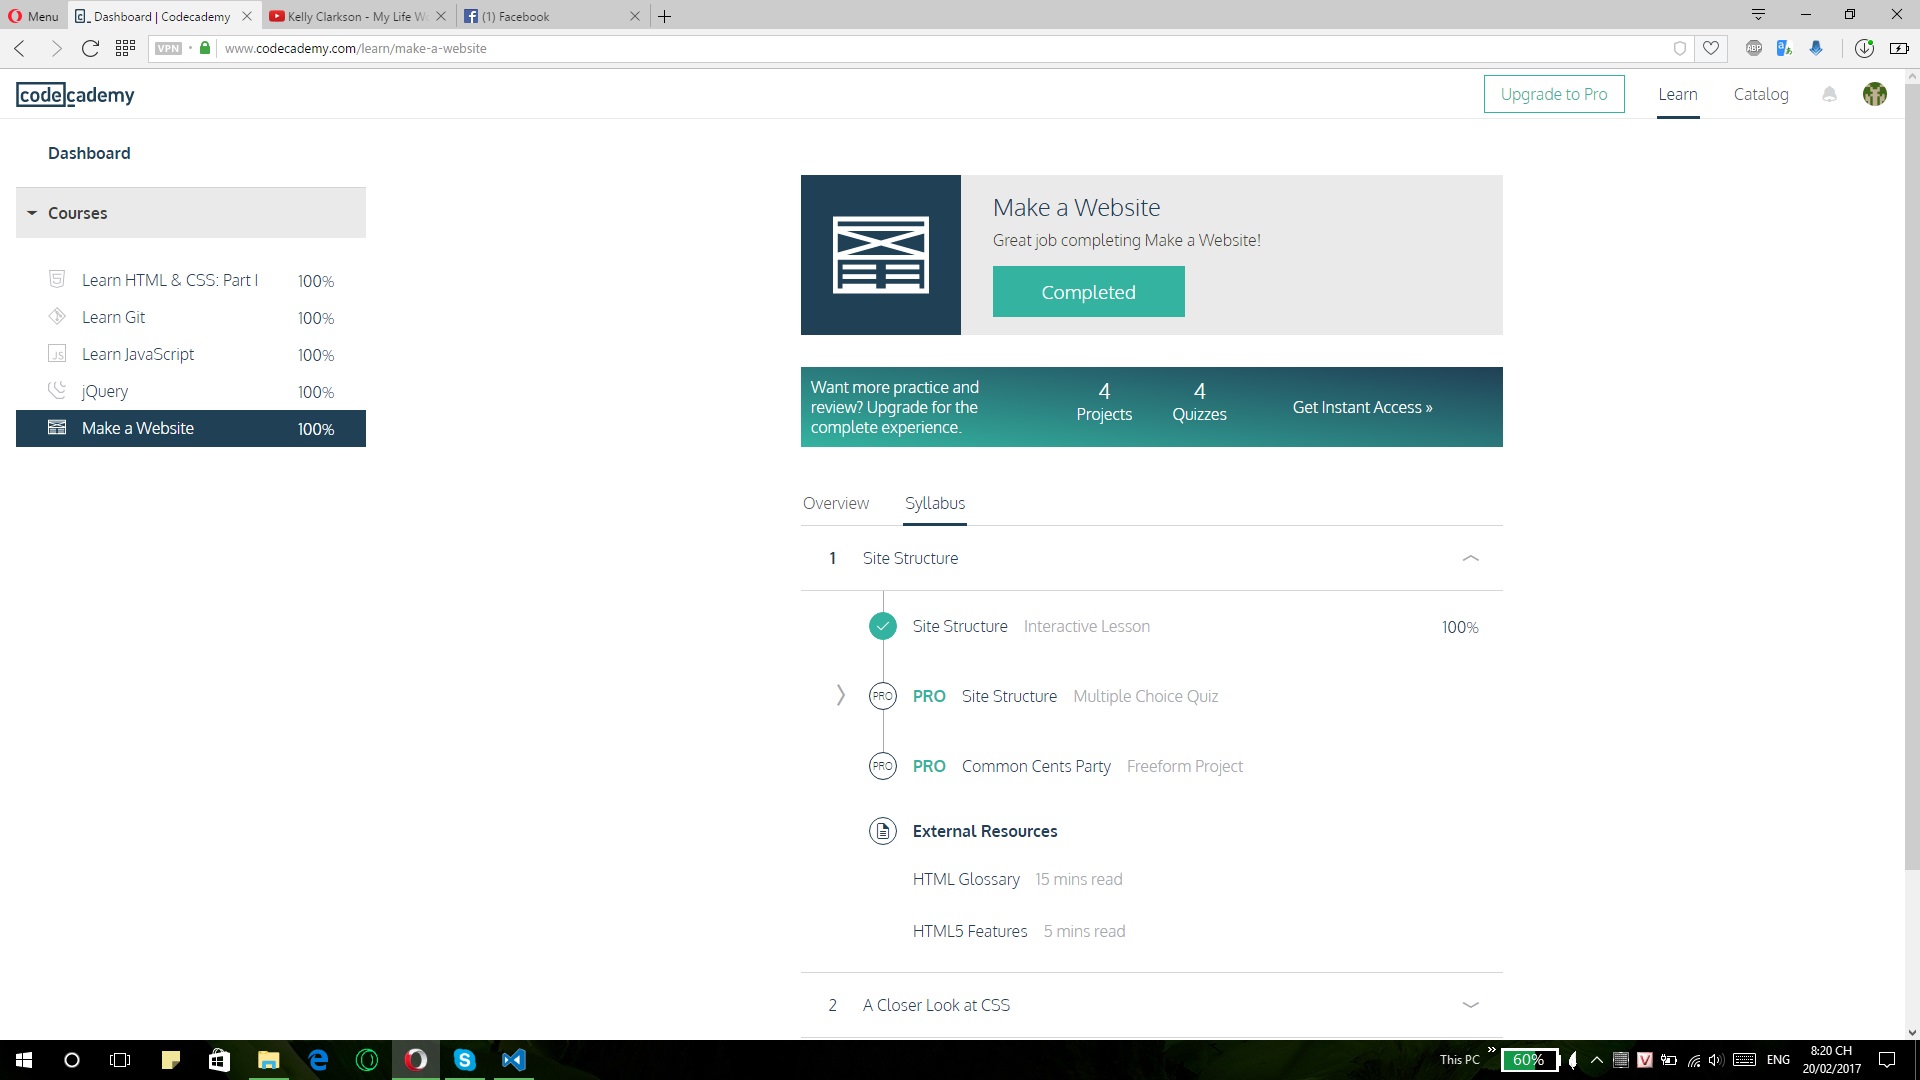 Menu
Dashboard | Codecademy
Kelly Clarkson - My Life W
(1) Facebook
VPN
www.codecademy.com/learn/make-a-website
ABP
codecademy
Upgrade to Pro
Learn
Catalog
Dashboard
Courses
Learn HTML & CSS: Part I 100%
Learn Git 100%
JS Learn JavaScript 100%
jQuery 100%
Make a Website 100%
Make a Website
Great job completing Make a Website!
Completed
Want more practice and
review? Upgrade for the
complete experience.
4
Projects
4
Quizzes
Get Instant Access »
Overview
Syllabus
1 Site Structure
Site Structure Interactive Lesson 100%
PRO PRO Site Structure Multiple Choice Quiz
PRO PRO Common Cents Party Freeform Project
External Resources
HTML Glossary 15 mins read
HTML5 Features 5 mins read
2 A Closer Look at CSS
This PC
60%
V
ENG
8:20 CH
20/02/2017